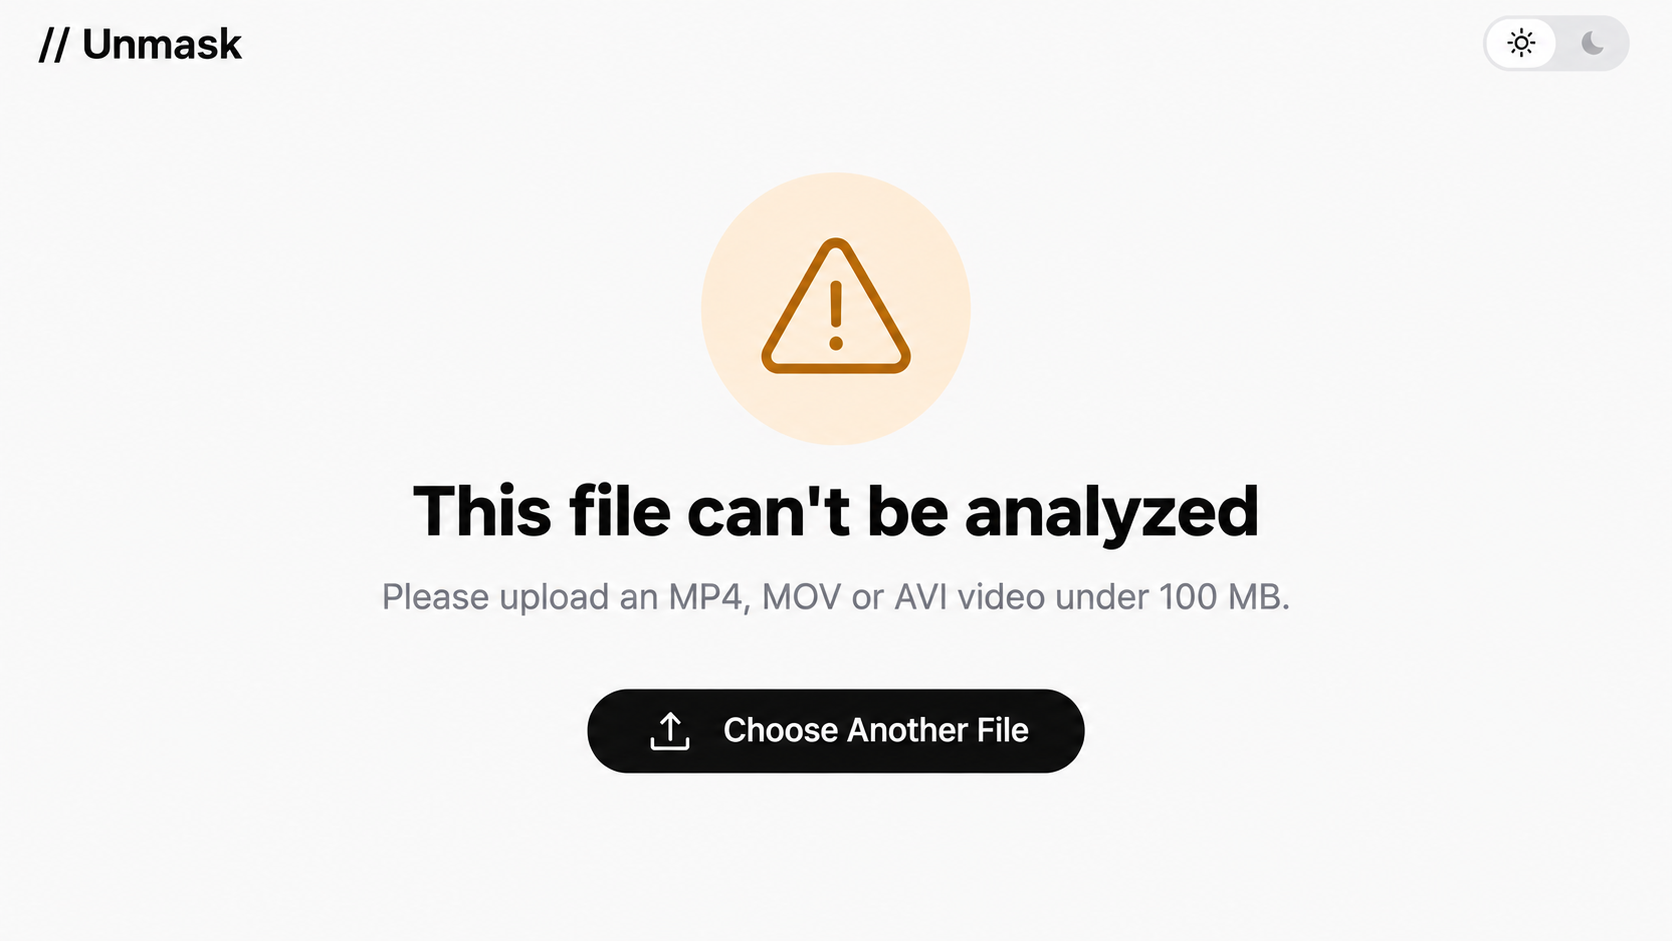 // Unmask
This file can't be analyzed
Please upload an MP4, MOV or AVI video under 100 MB.
Choose Another File